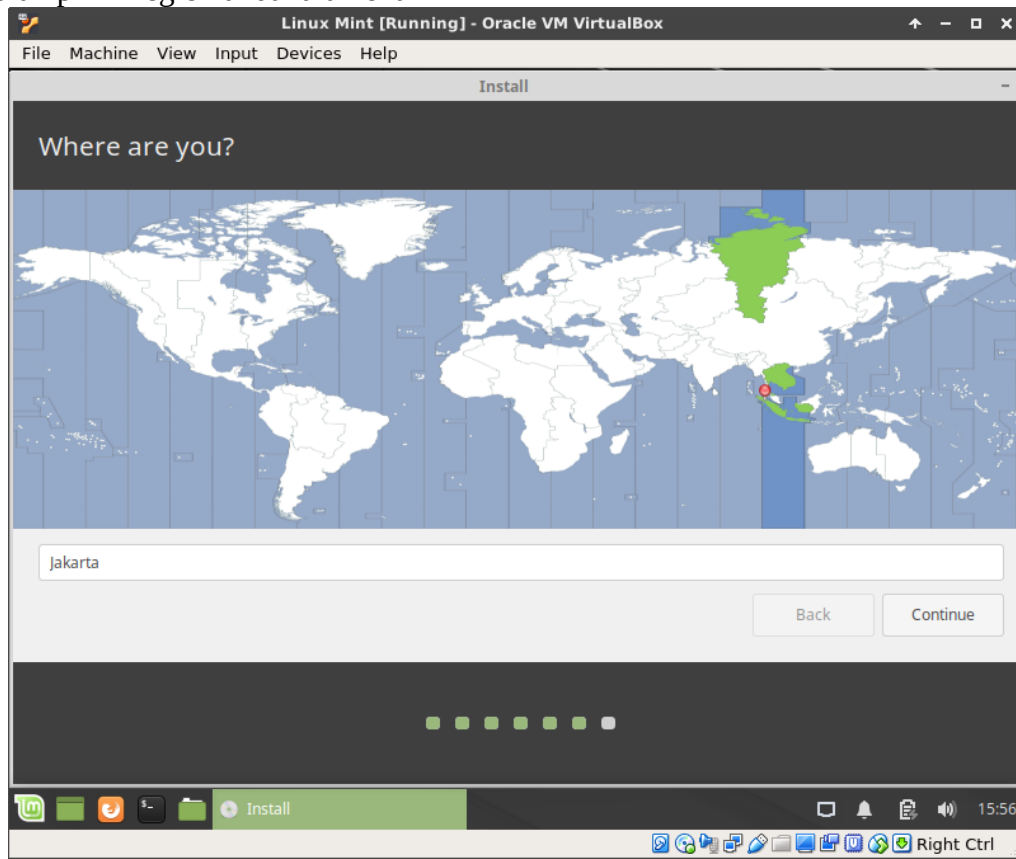 Linux Mint [Running] - Oracle VM VirtualBox
File Machine View Input Devices Help
Install
Where are you?
Jakarta
Back Continue
Install 15:56
Right Ctrl